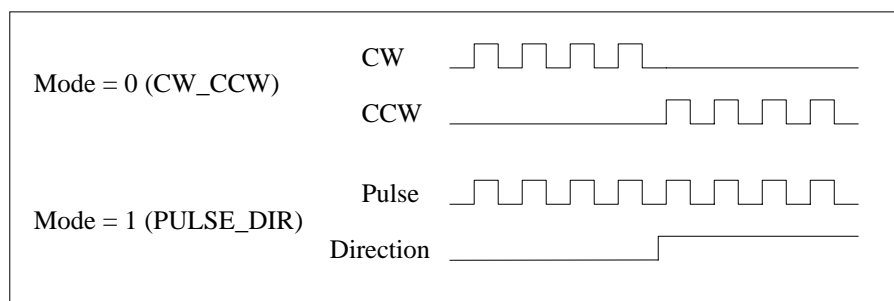 CW
Mode = 0 (CW_CCW)
CCW
Pulse
Mode = 1 (PULSE_DIR)
Direction